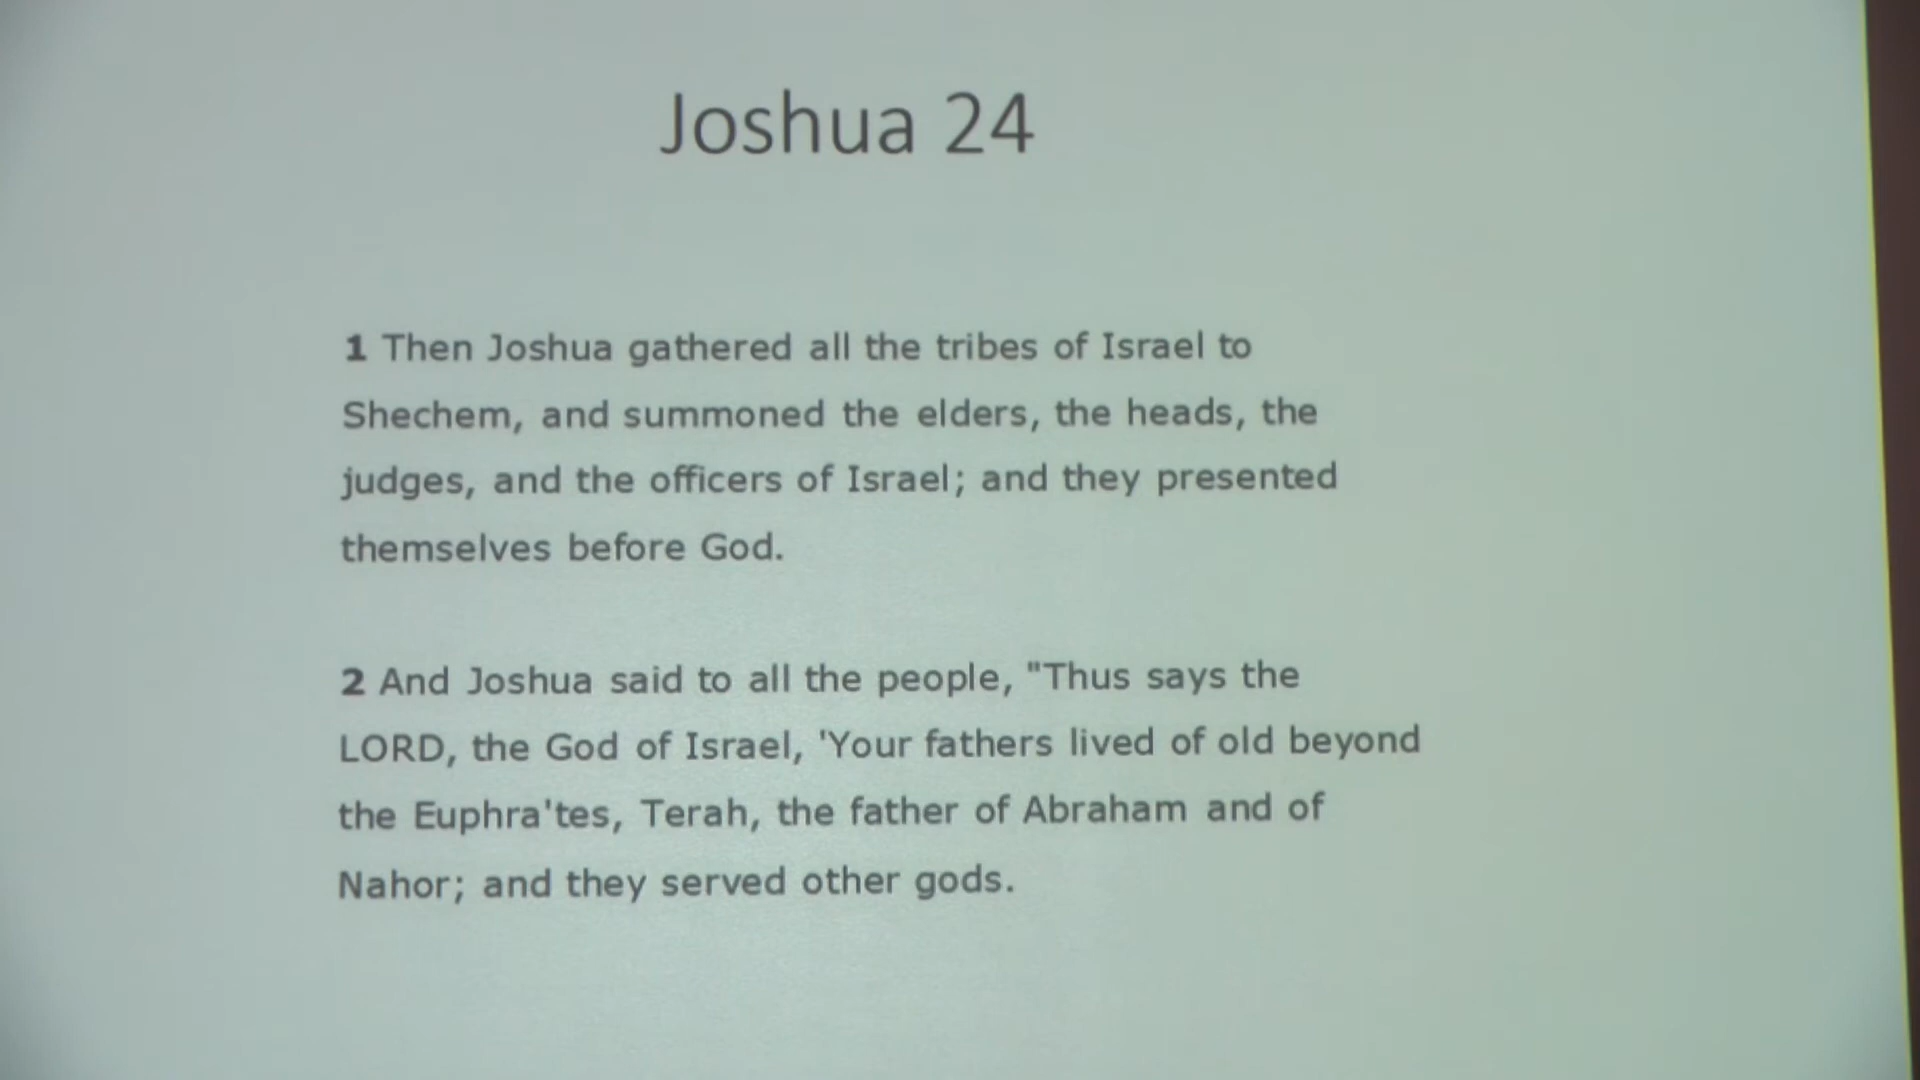 Joshua 24
1 Then Joshua gathered all the tribes of Israel to
Shechem, and summoned the elders, the heads, the
judges, and the officers of Israel; and they presented
themselves before God.
2 And Joshua said to all the people, "Thus says the
LORD, the God of Israel, 'Your fathers lived of old beyond
the Euphra'tes, Terah, the father of Abraham and of
Nahor; and they served other gods.